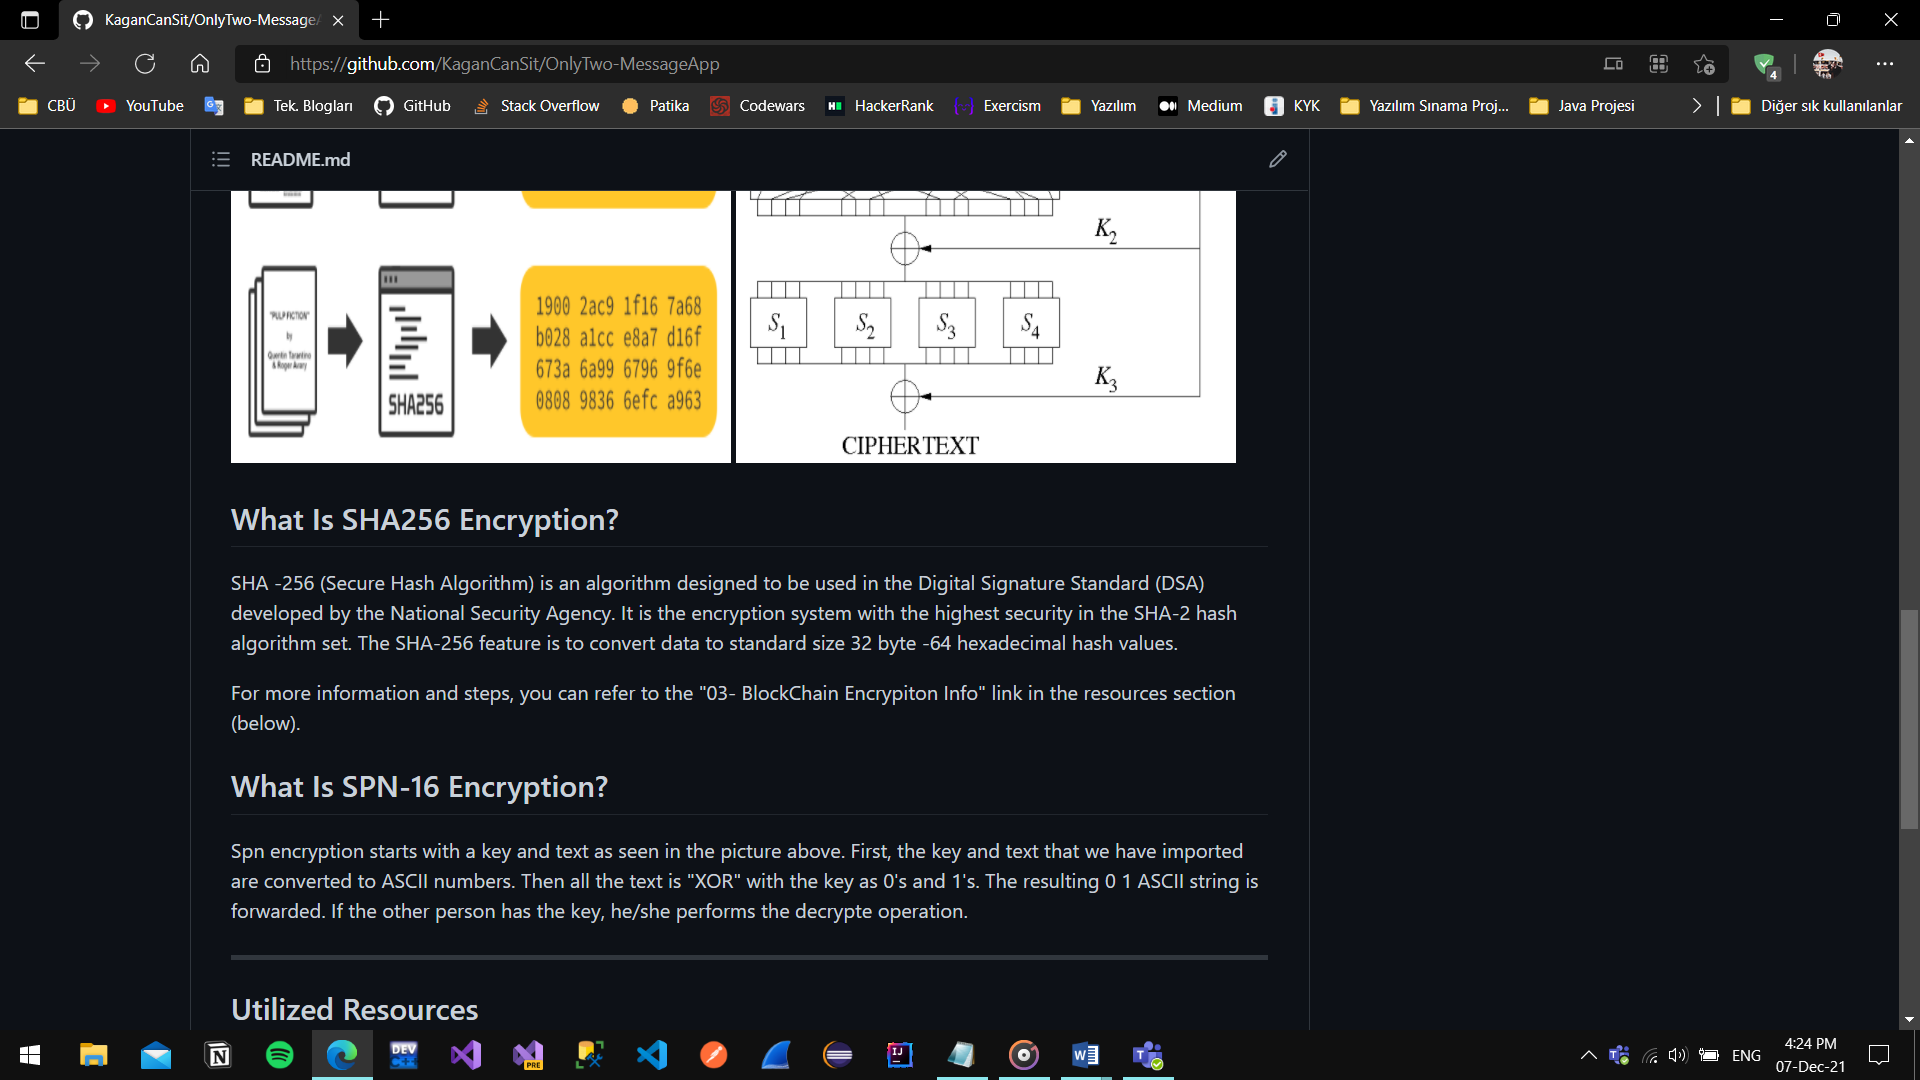 KaganCanSit/OnlyTwo-Message
https://github.com/KaganCanSit/OnlyTwo-MessageApp
4
CBÜ
YouTube
Tek. Blogları
GitHub
Stack Overflow
Patika
Codewars
HackerRank
Exercism
Yazılım
Medium
KYK
Yazılım Sınama Proj...
Java Projesi
Diğer sık kullanılanlar
README.md
"PULP FICTION"
by
Quentin Tarantino
& Roger Avary
SHA256
1900 2ac9 1f16 7a68
b028 a1cc e8a7 d16f
673a 6a99 6796 9f6e
0808 9836 6efc a963
K2
S1 S2 S3 S4
K3
CIPHERTEXT
What Is SHA256 Encryption?
SHA -256 (Secure Hash Algorithm) is an algorithm designed to be used in the Digital Signature Standard (DSA)
developed by the National Security Agency. It is the encryption system with the highest security in the SHA-2 hash
algorithm set. The SHA-256 feature is to convert data to standard size 32 byte -64 hexadecimal hash values.
For more information and steps, you can refer to the "03- BlockChain Encrypiton Info" link in the resources section
(below).
What Is SPN-16 Encryption?
Spn encryption starts with a key and text as seen in the picture above. First, the key and text that we have imported
are converted to ASCII numbers. Then all the text is "XOR" with the key as 0's and 1's. The resulting 0 1 ASCII string is
forwarded. If the other person has the key, he/she performs the decrypte operation.
Utilized Resources
DEV
PRE
IJ
ENG
4:24 PM
07-Dec-21